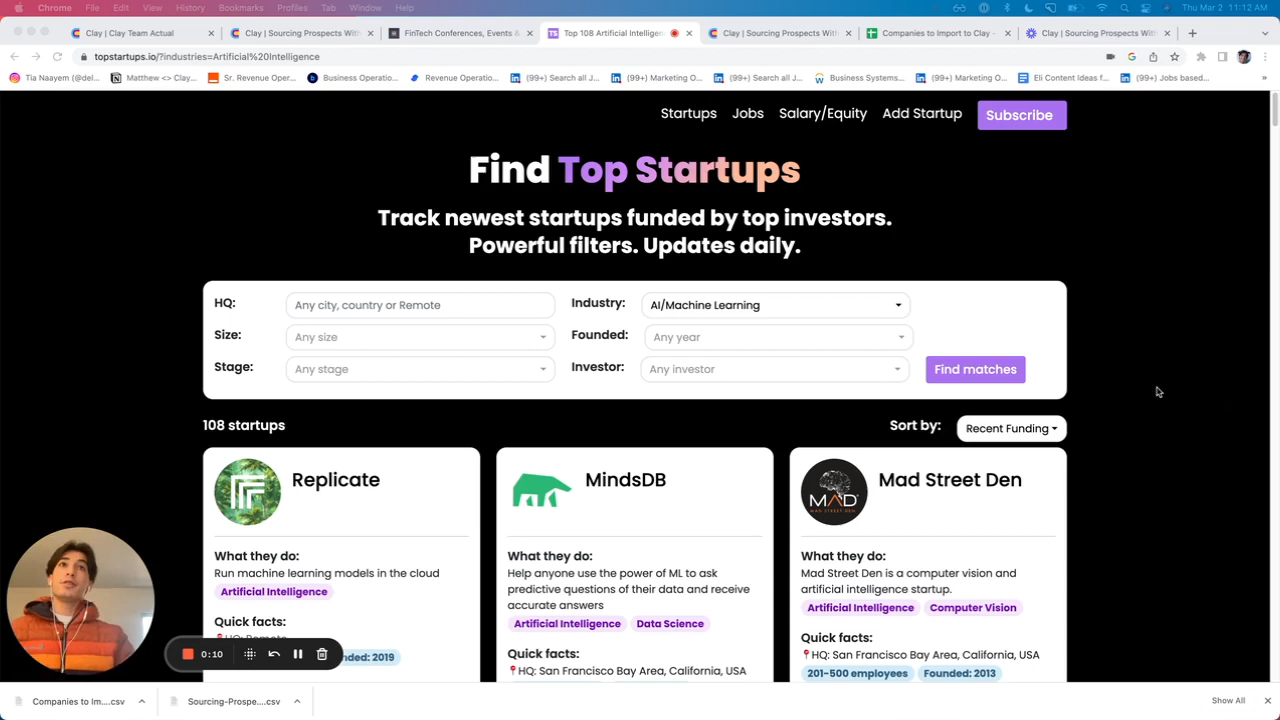 Chrome File Edit View History Bookmarks Profiles Tab Window Help Thu Mar 2 11:12 AM
Clay | Clay Team Actual
Clay | Sourcing Prospects With
FinTech Conferences, Events &
Top 108 Artificial Intelligen
Clay | Sourcing Prospects With
Companies to Import to Clay -
Clay | Sourcing Prospects With
topstartups.io/?industries=Artificial%20Intelligence
Tia Naayem (@del...
Matthew <> Clay...
Sr. Revenue Oper...
Business Operatio...
Revenue Operatio...
(99+) Search all J...
(99+) Marketing O...
(99+) Search all J...
Business Systems...
(99+) Marketing O...
Eli Content Ideas f...
(99+) Jobs based...
»
Startups Jobs Salary/Equity Add Startup Subscribe
Find Top Startups
Track newest startups funded by top investors.
Powerful filters. Updates daily.
HQ: Any city, country or Remote Industry: AI/Machine Learning
Size: Any size Founded: Any year
Stage: Any stage Investor: Any investor Find matches
108 startups Sort by: Recent Funding
Replicate
What they do:
Run machine learning models in the cloud
Artificial Intelligence
Quick facts:
HQ: Remote
nded: 2019
MindsDB
What they do:
Help anyone use the power of ML to ask
predictive questions of their data and receive
accurate answers
Artificial Intelligence Data Science
Quick facts:
HQ: San Francisco Bay Area, California, USA
MAD
MAD STREET DEN
Mad Street Den
What they do:
Mad Street Den is a computer vision and
artificial intelligence startup.
Artificial Intelligence Computer Vision
Quick facts:
HQ: San Francisco Bay Area, California, USA
201-500 employees Founded: 2013
0:10
Companies to Im....csv
Sourcing-Prospe....csv
Show All